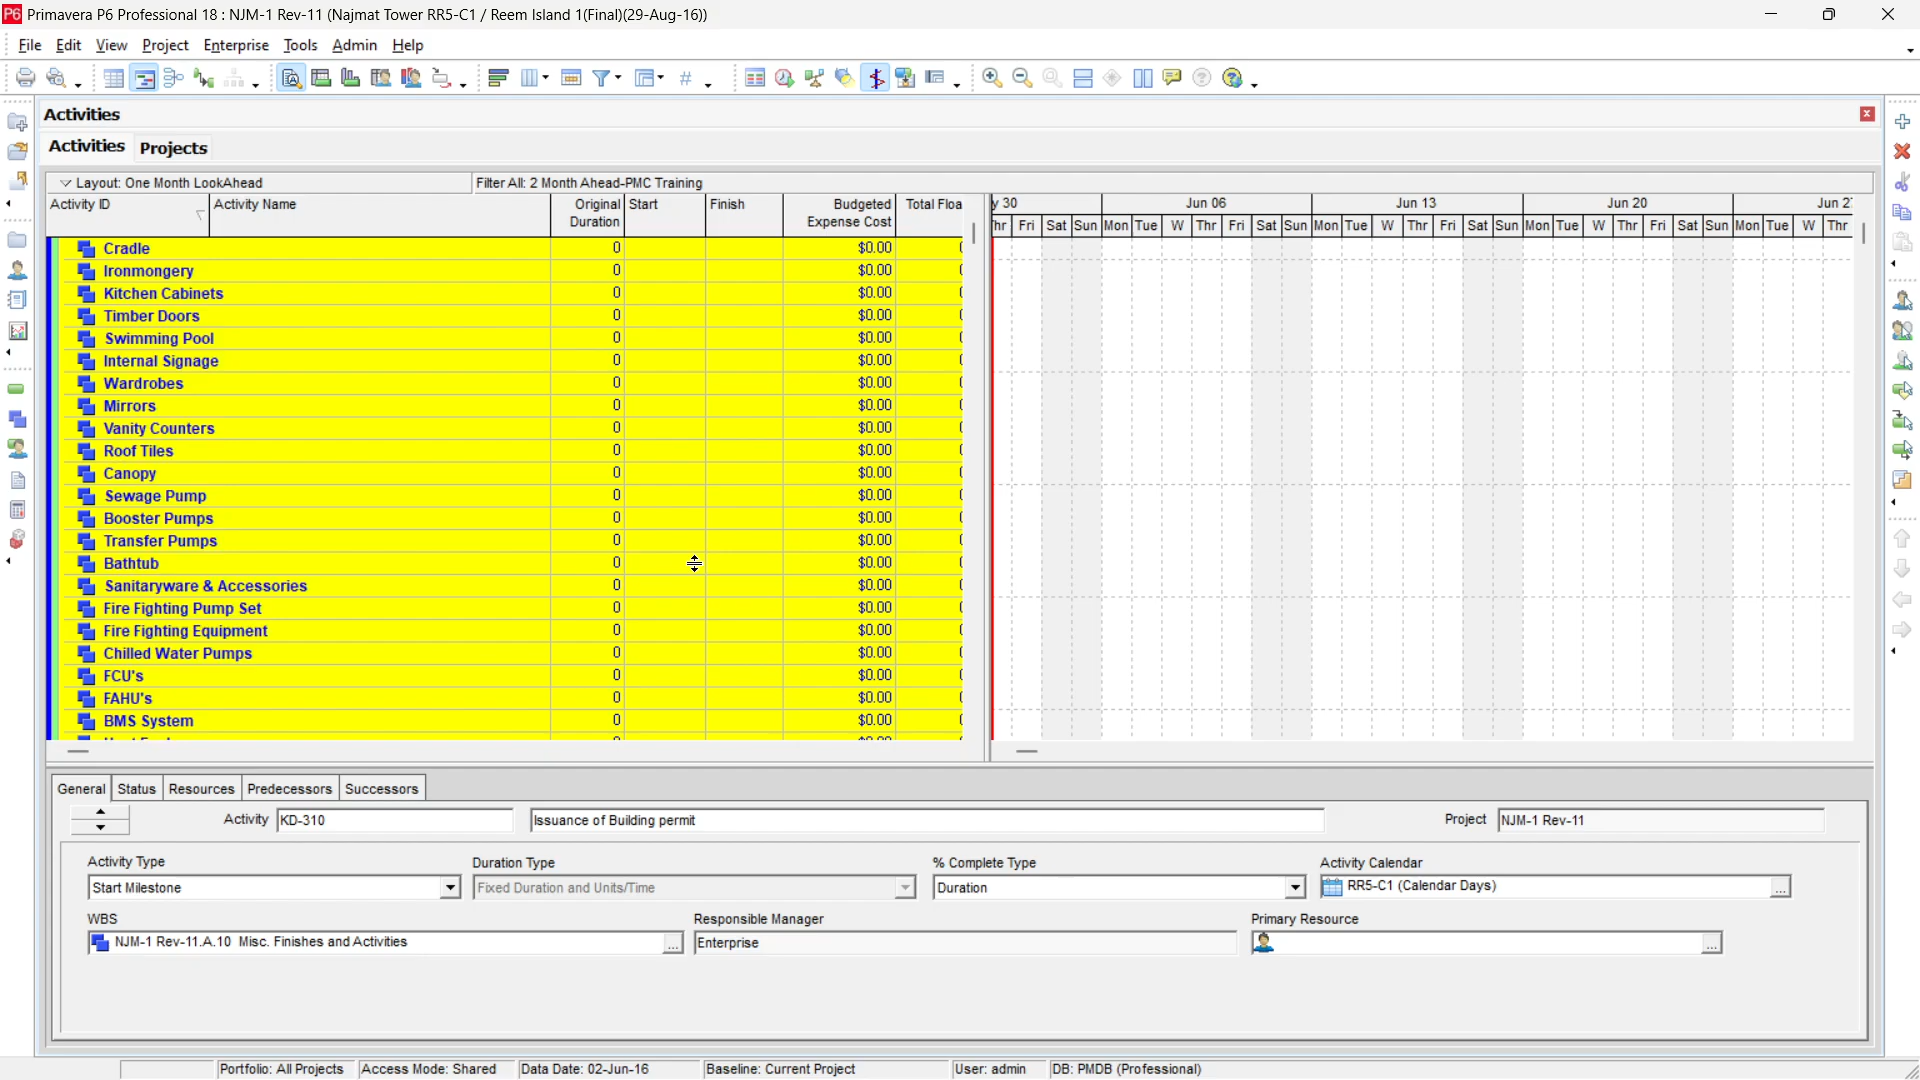 P6 Primavera P6 Professional 18 : NJM-1 Rev-11 (Najmat Tower RR5-C1 / Reem Island 1(Final)(29-Aug-16))
File Edit View Project Enterprise Tools Admin Help
Activities
Activities Projects
Layout: One Month LookAhead Filter All: 2 Month Ahead-PMC Training
Activity ID Activity Name Original Duration Start Finish Budgeted Expense Cost Total Floa
y 30 Jun 06 Jun 13 Jun 20 Jun 27
hr Fri Sat Sun Mon Tue W Thr Fri Sat Sun Mon Tue W Thr Fri Sat Sun Mon Tue W Thr Fri Sat Sun Mon Tue W Thr
Cradle 0 $0.00
Ironmongery 0 $0.00
Kitchen Cabinets 0 $0.00
Timber Doors 0 $0.00
Swimming Pool 0 $0.00
Internal Signage 0 $0.00
Wardrobes 0 $0.00
Mirrors 0 $0.00
Vanity Counters 0 $0.00
Roof Tiles 0 $0.00
Canopy 0 $0.00
Sewage Pump 0 $0.00
Booster Pumps 0 $0.00
Transfer Pumps 0 $0.00
Bathtub 0 $0.00
Sanitaryware & Accessories 0 $0.00
Fire Fighting Pump Set 0 $0.00
Fire Fighting Equipment 0 $0.00
Chilled Water Pumps 0 $0.00
FCU's 0 $0.00
FAHU's 0 $0.00
BMS System 0 $0.00
General Status Resources Predecessors Successors
Activity KD-310 Issuance of Building permit Project NJM-1 Rev-11
Activity Type Duration Type % Complete Type Activity Calendar
Start Milestone Fixed Duration and Units/Time Duration RR5-C1 (Calendar Days) ...
WBS Responsible Manager Primary Resource
NJM-1 Rev-11.A.10 Misc. Finishes and Activities ... Enterprise ...
Portfolio: All Projects Access Mode: Shared Data Date: 02-Jun-16 Baseline: Current Project User: admin DB: PMDB (Professional)